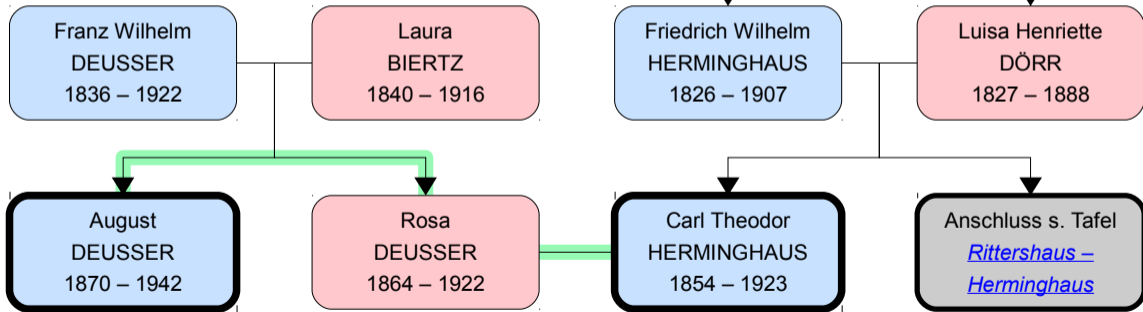 Franz Wilhelm
DEUSSER
1836 – 1922
Laura
BIERTZ
1840 – 1916
Friedrich Wilhelm
HERMINGHAUS
1826 – 1907
Luisa Henriette
DÖRR
1827 – 1888
August
DEUSSER
1870 – 1942
Rosa
DEUSSER
1864 – 1922
Carl Theodor
HERMINGHAUS
1854 – 1923
Anschluss s. Tafel
Rittershaus –
Herminghaus